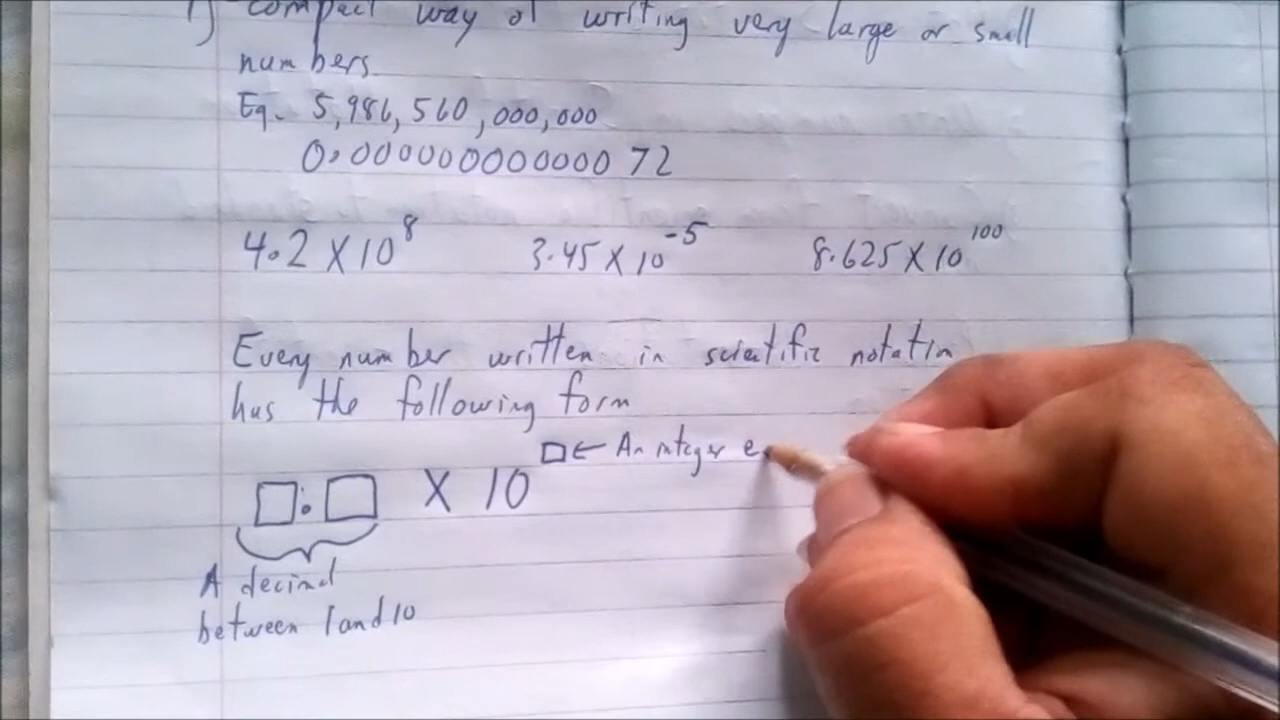 compact way of writing very large or small
numbers
Eg. 5,986,560,000,000
0.00000000000072
4.2 X 10^8 3.45 X 10^-5 8.625 X 10^100
Every number written in scietific notatin
has the following form
□ ← An integer e
□.□ X 10
A decimal
between 1 and 10